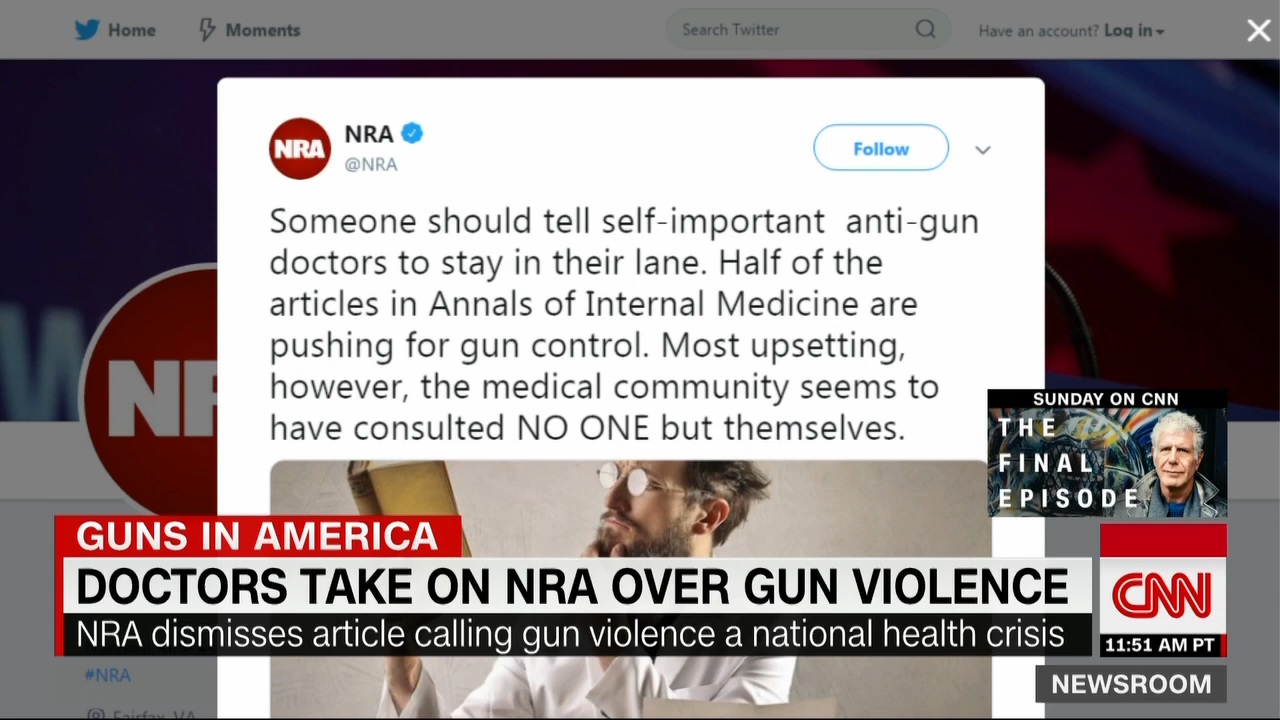 Home
Moments
Search Twitter
Have an account? Log in
NRA
NRA
@NRA
Follow
Someone should tell self-important anti-gun
doctors to stay in their lane. Half of the
articles in Annals of Internal Medicine are
pushing for gun control. Most upsetting,
however, the medical community seems to
have consulted NO ONE but themselves.
W
NR
SUNDAY ON CNN
THE
FINAL
EPISODE
GUNS IN AMERICA
DOCTORS TAKE ON NRA OVER GUN VIOLENCE
NRA dismisses article calling gun violence a national health crisis
CNN
11:51 AM PT
NEWSROOM
#NRA
Fairfax, VA